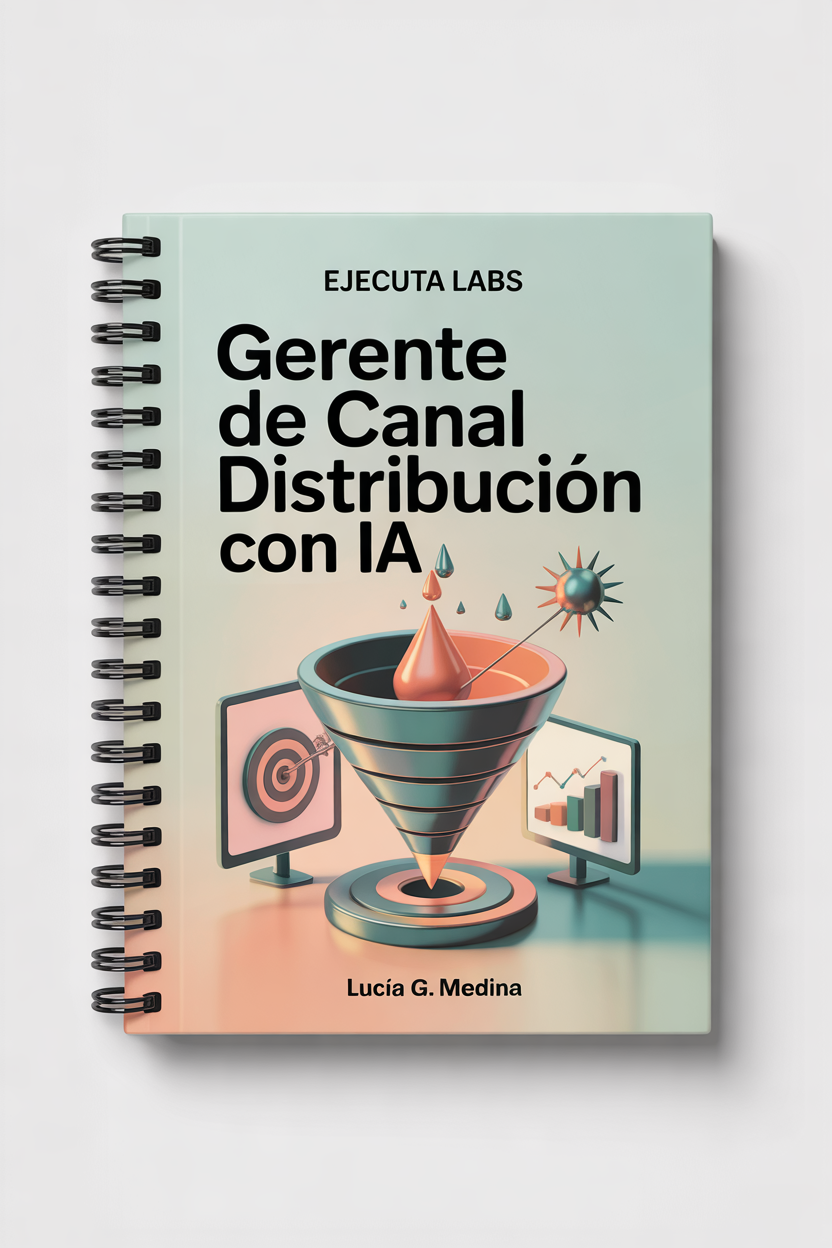 EJECUTA LABS
Gerente
de Canal
Distribución
con IA
Lucía G. Medina